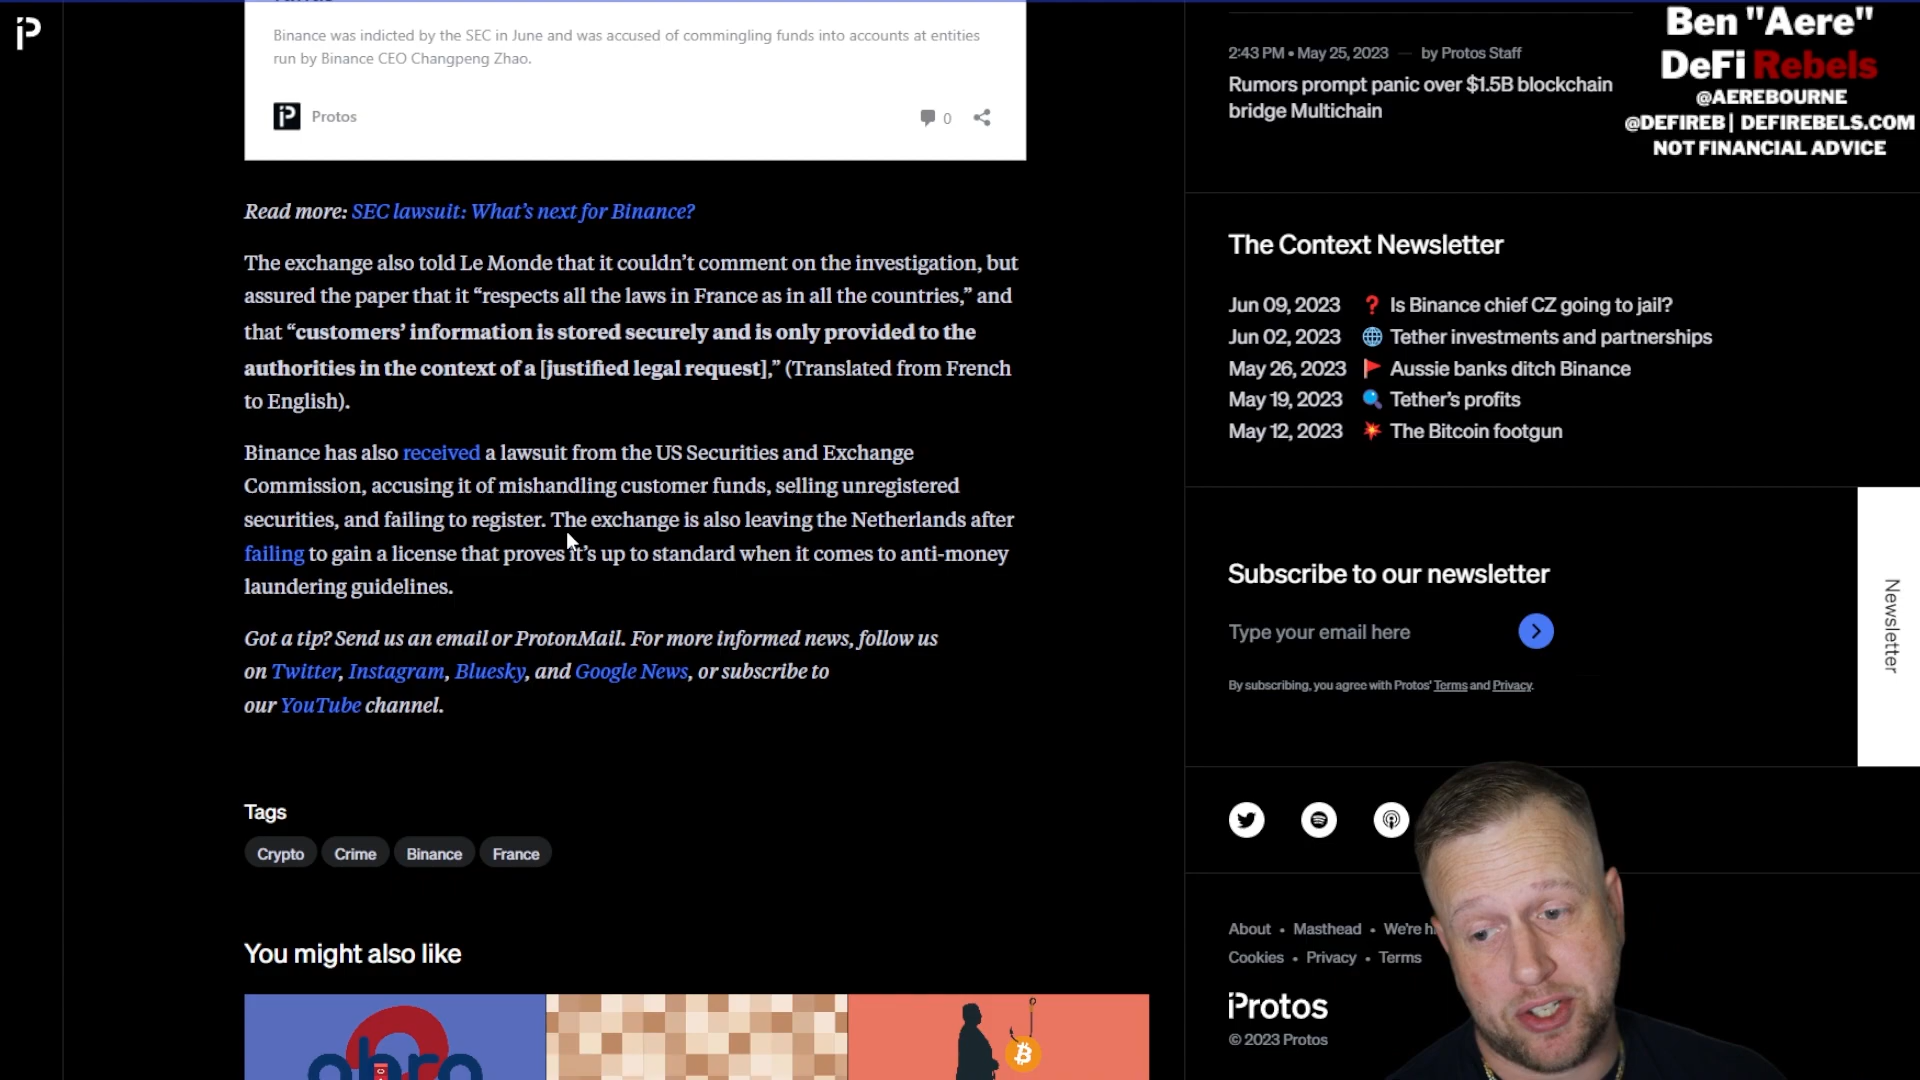 Binance was indicted by the SEC in June and was accused of commingling funds into accounts at entities
run by Binance CEO Changpeng Zhao.
Protos
0
Read more: SEC lawsuit: What’s next for Binance?
The exchange also told Le Monde that it couldn’t comment on the investigation, but
assured the paper that it “respects all the laws in France as in all the countries,” and
that “customers’ information is stored securely and is only provided to the
authorities in the context of a [justified legal request],” (Translated from French
to English).
Binance has also received a lawsuit from the US Securities and Exchange
Commission, accusing it of mishandling customer funds, selling unregistered
securities, and failing to register. The exchange is also leaving the Netherlands after
failing to gain a license that proves it’s up to standard when it comes to anti-money
laundering guidelines.
Got a tip? Send us an email or ProtonMail. For more informed news, follow us
on Twitter, Instagram, Bluesky, and Google News, or subscribe to
our YouTube channel.
Tags
Crypto Crime Binance France
You might also like
2:43 PM • May 25, 2023 — by Protos Staff
Rumors prompt panic over $1.5B blockchain
bridge Multichain
Ben "Aere"
DeFi Rebels
@AEREBOURNE
@DEFIREB | DEFIREBELS.COM
NOT FINANCIAL ADVICE
The Context Newsletter
Jun 09, 2023 ❓ Is Binance chief CZ going to jail?
Jun 02, 2023 🌐 Tether investments and partnerships
May 26, 2023 🚩 Aussie banks ditch Binance
May 19, 2023 🔍 Tether’s profits
May 12, 2023 💥 The Bitcoin footgun
Subscribe to our newsletter
Type your email here
By subscribing, you agree with Protos’ Terms and Privacy.
Newsletter
About • Masthead • We're
Cookies • Privacy • Terms
Protos
© 2023 Protos